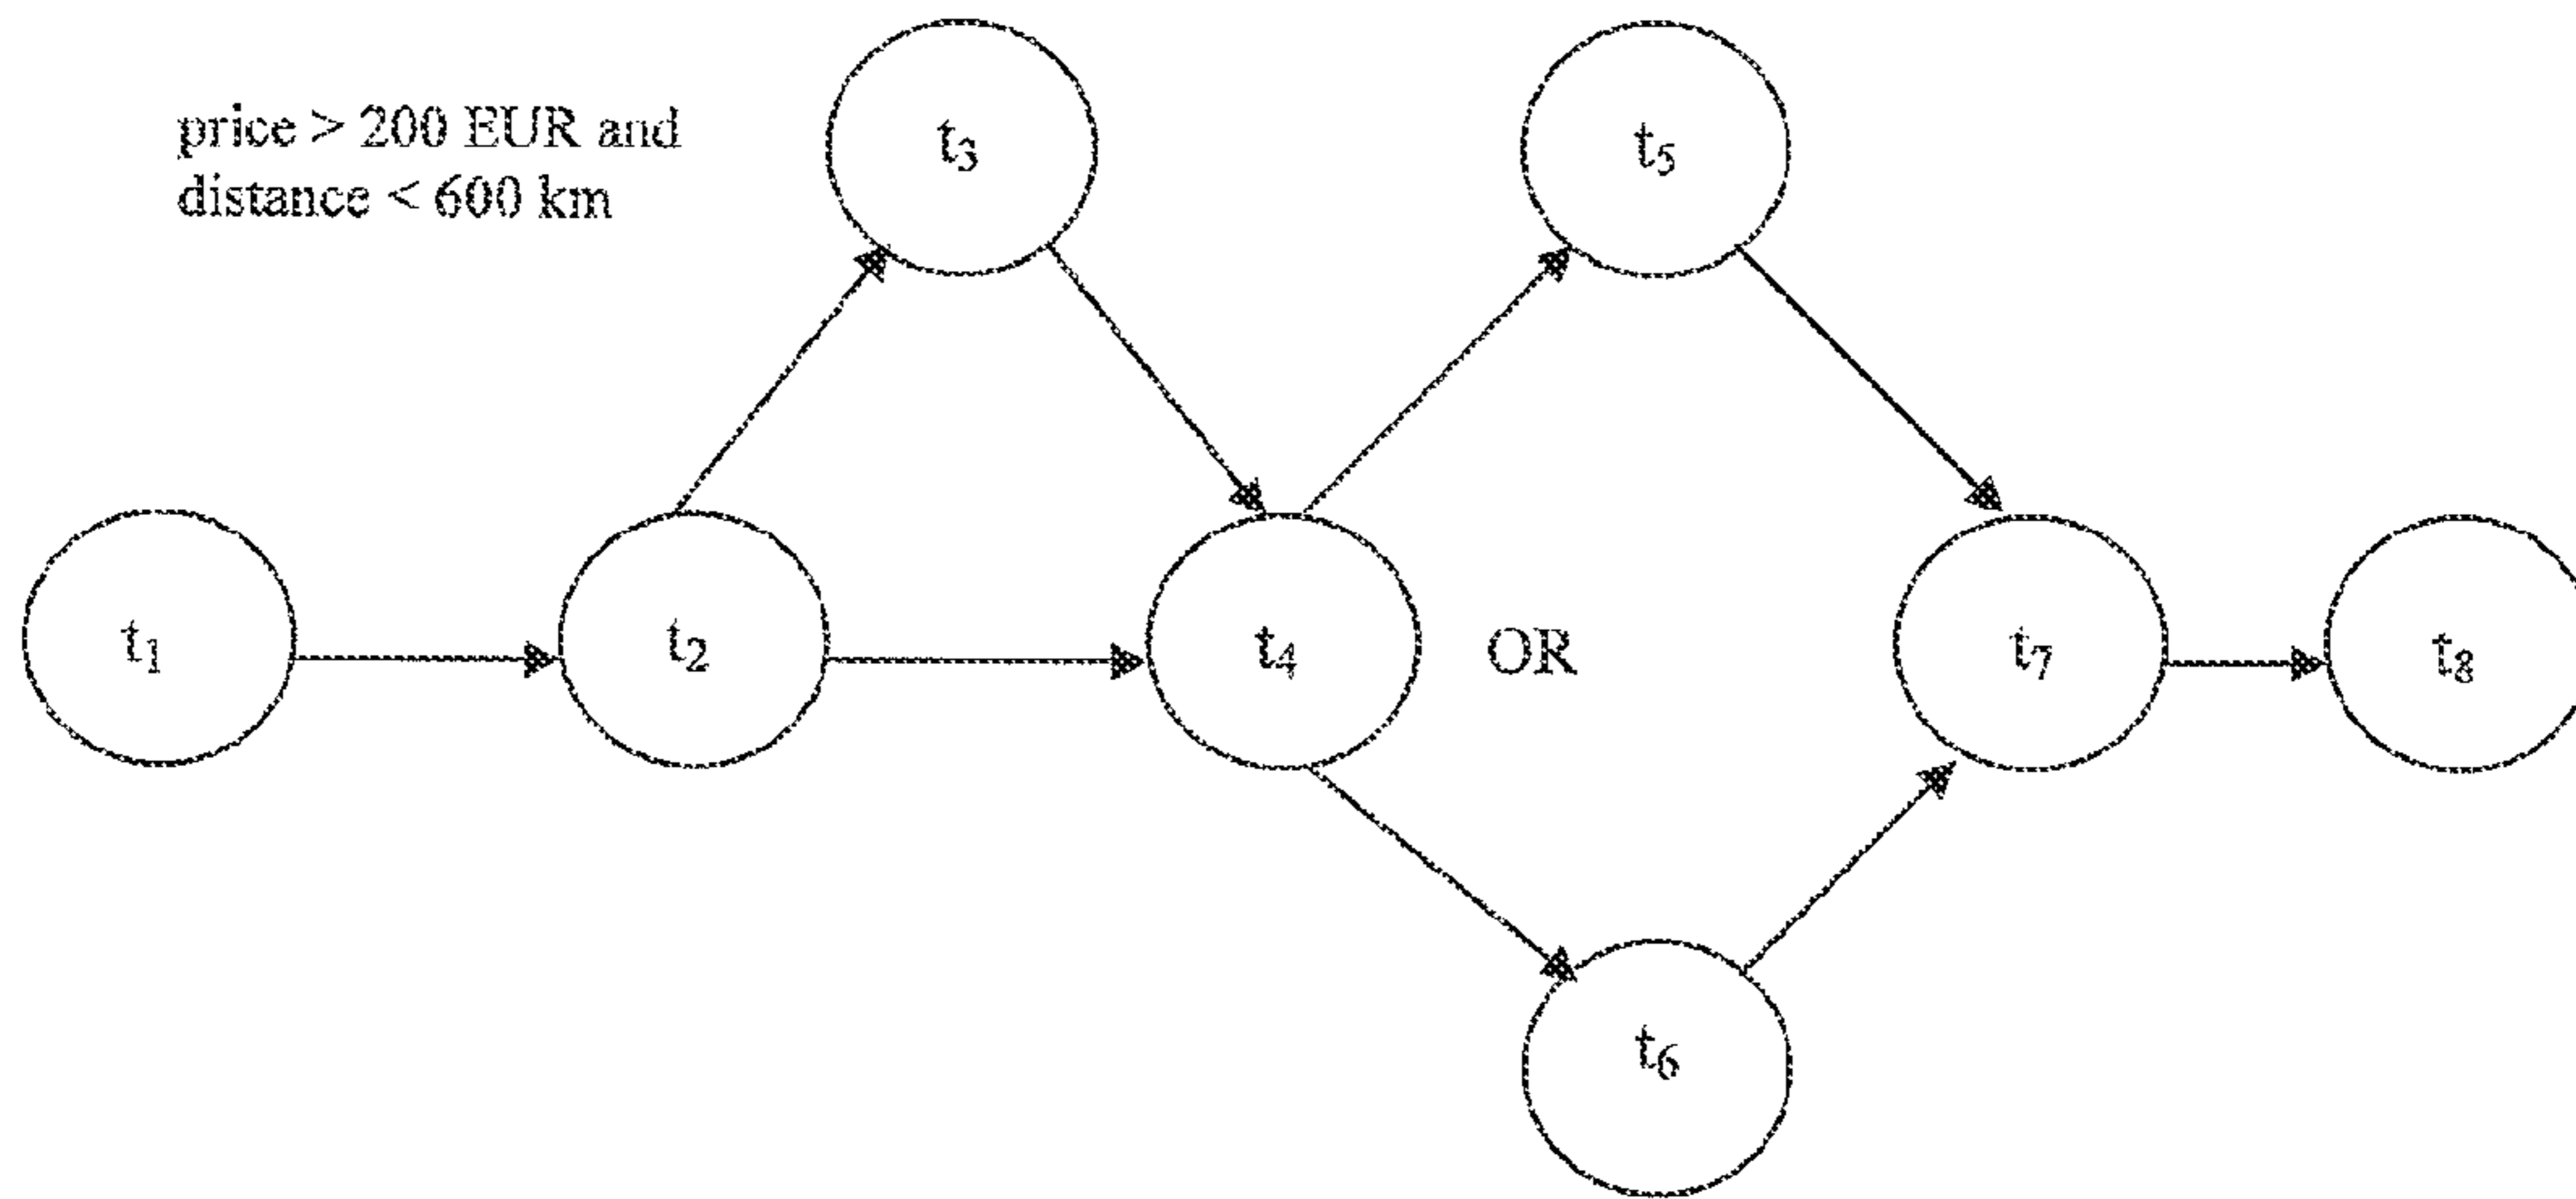 price > 200 EUR and
distance < 600 km
t3
t5
t1
t2
t4
OR
t7
t8
t6